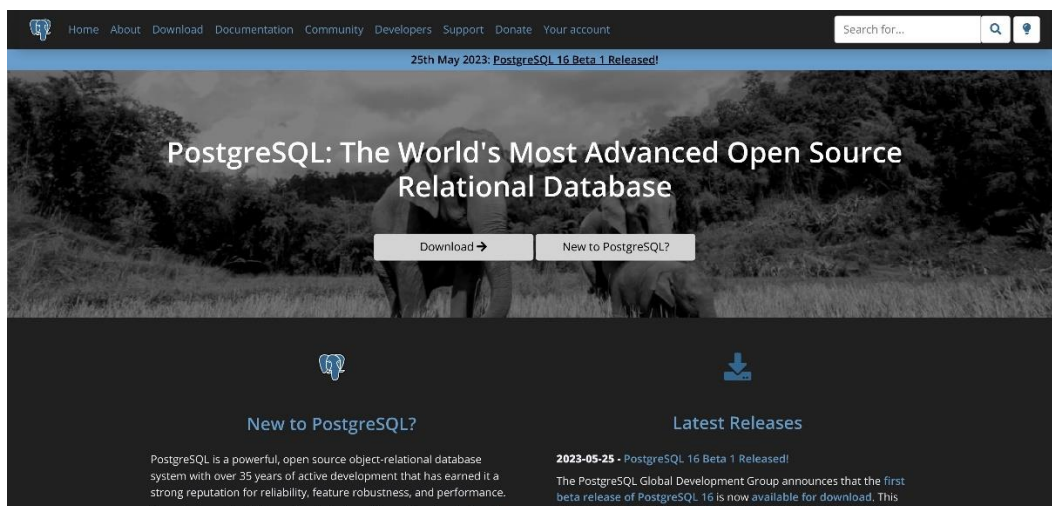 Home About Download Documentation Community Developers Support Donate Your account
Search for...
25th May 2023: PostgreSQL 16 Beta 1 Released!
PostgreSQL: The World's Most Advanced Open Source
Relational Database
Download →
New to PostgreSQL?
New to PostgreSQL?
PostgreSQL is a powerful, open source object-relational database
system with over 35 years of active development that has earned it a
strong reputation for reliability, feature robustness, and performance.
Latest Releases
2023-05-25 - PostgreSQL 16 Beta 1 Released!
The PostgreSQL Global Development Group announces that the first
beta release of PostgreSQL 16 is now available for download. This